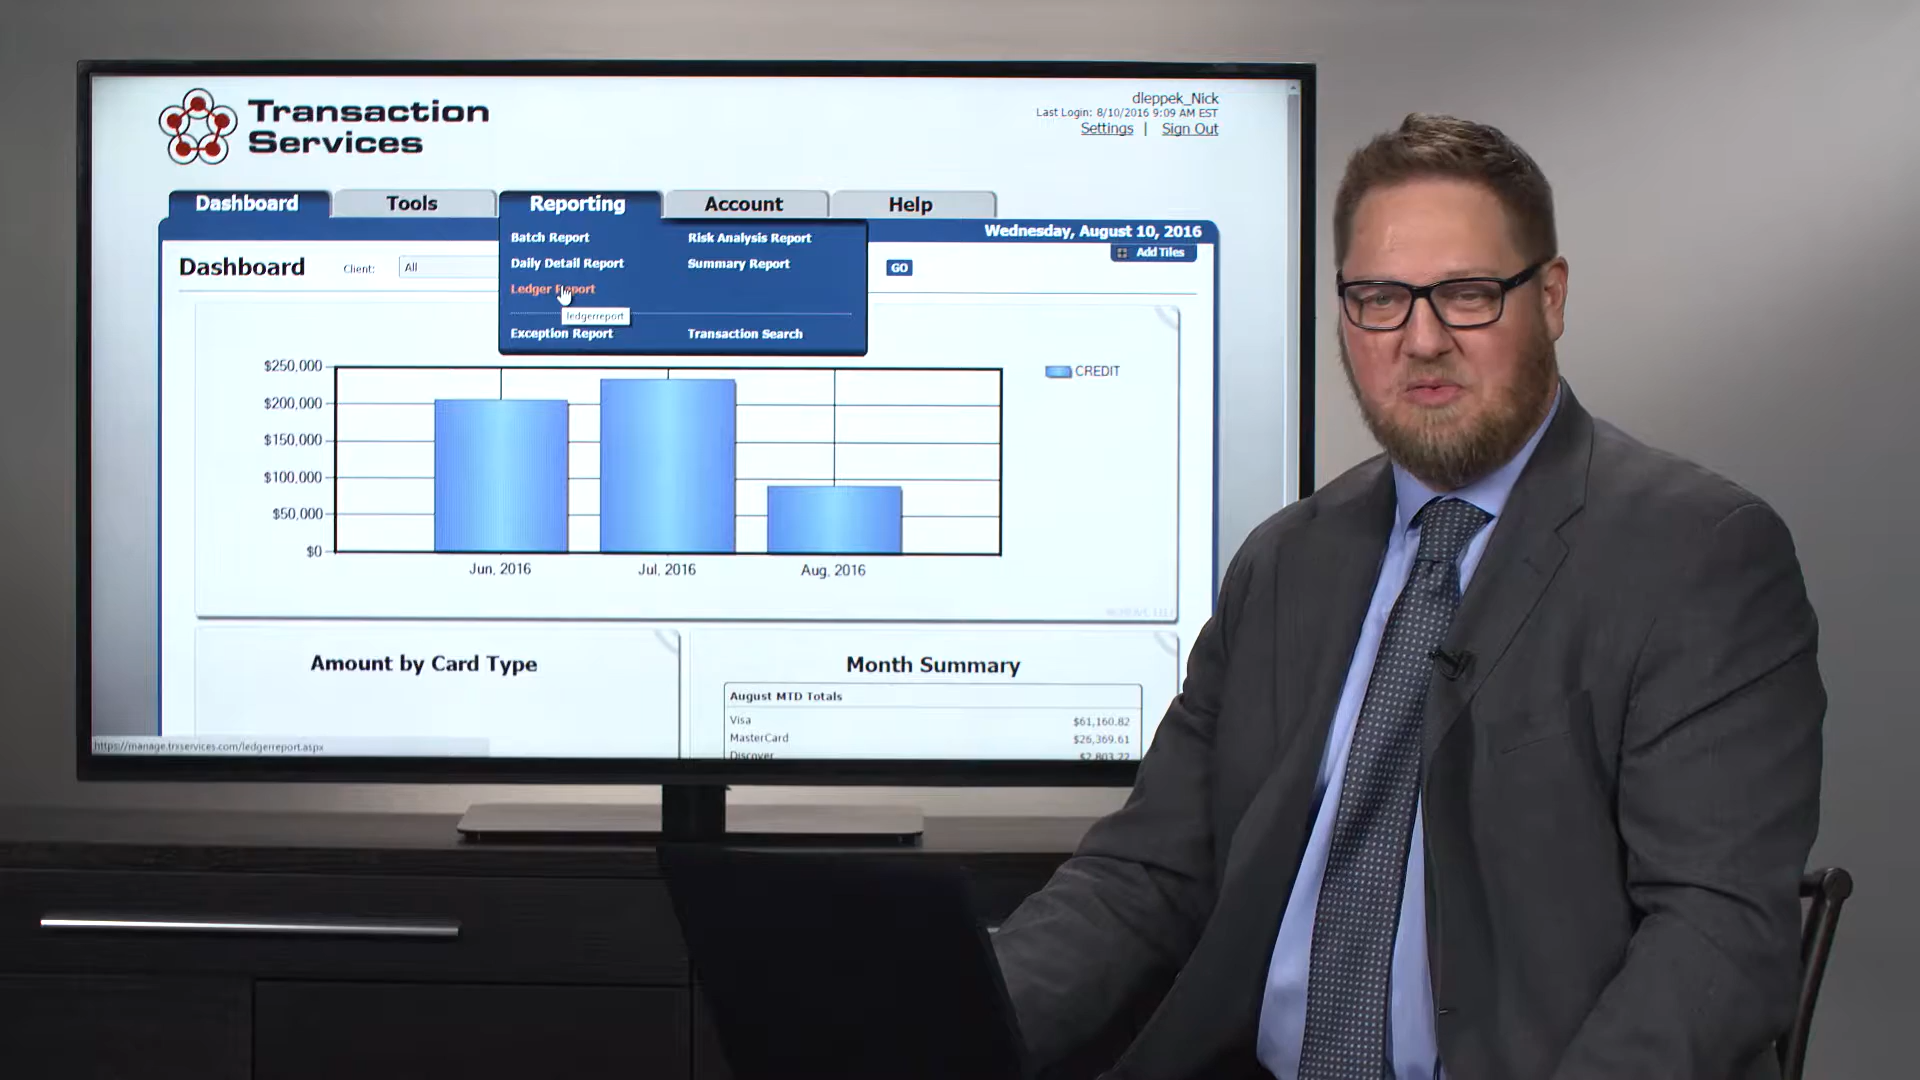 Transaction
Services
dleppek_Nick
Last Login: 8/10/2016 9:09 AM EST
Settings | Sign Out
Dashboard Tools Reporting Account Help
Wednesday, August 10, 2016
Batch Report Risk Analysis Report
Add Tiles
Daily Detail Report Summary Report
Dashboard Client: All GO
Ledger Report
ledgerreport
Exception Report Transaction Search
$250,000
CREDIT
$200,000
$150,000
$100,000
$50,000
$0
Jun, 2016 Jul, 2016 Aug, 2016
Amount by Card Type
Month Summary
August MTD Totals
Visa $61,160.82
MasterCard $26,369.61
Discover $2,803.22
https://manage.trxservices.com/ledgerreport.aspx